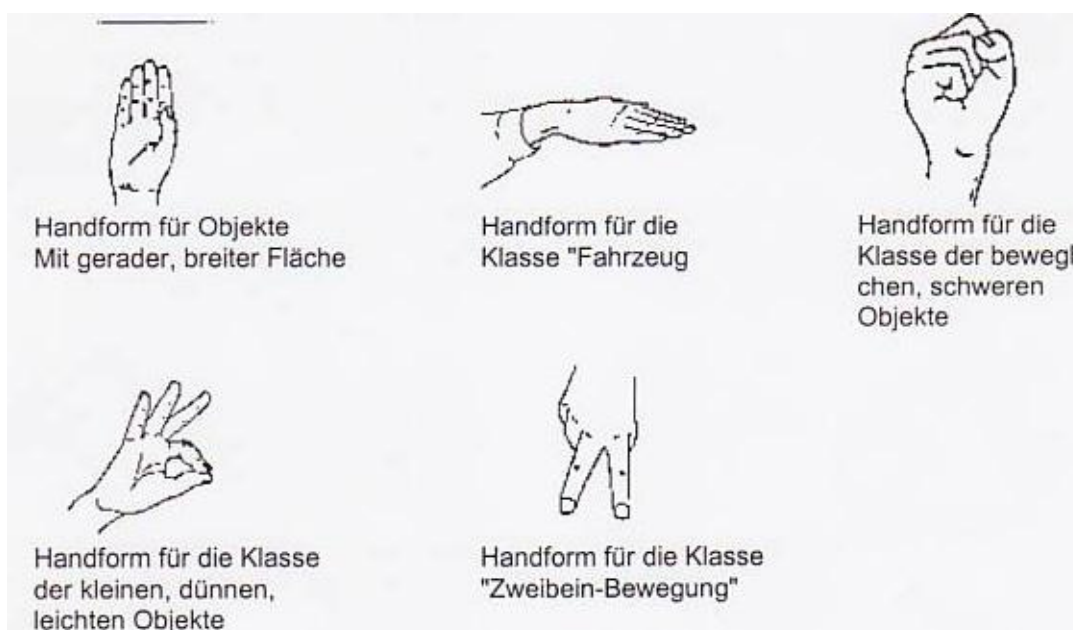 Handform für Objekte
Mit gerader, breiter Fläche
Handform für die
Klasse "Fahrzeug
Handform für die
Klasse der bewegl
chen, schweren
Objekte
Handform für die Klasse
der kleinen, dünnen,
leichten Objekte
Handform für die Klasse
"Zweibein-Bewegung"